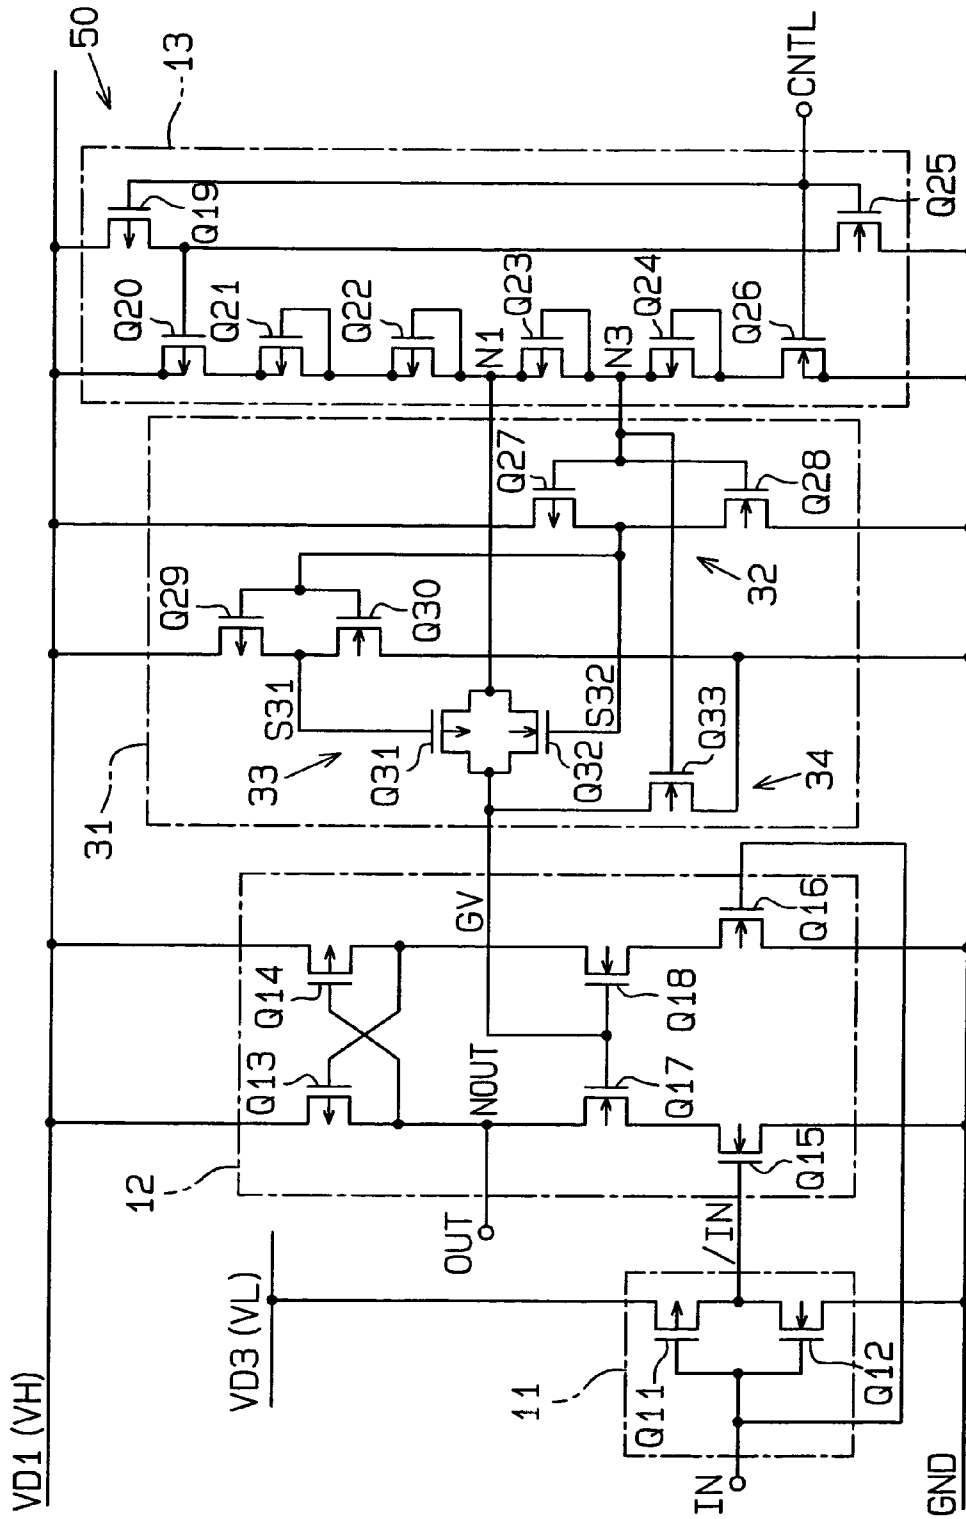 50
VD1 (VH)
13
Q19
Q20
Q21
Q22
N1
Q23
N3
Q24
Q26
Q25
CNTL
31
Q29
Q30
S31
33
Q31
Q32
S32
Q27
Q28
32
Q33
34
12
Q13
Q14
GV
NOUT
OUT
Q17
Q18
Q15
Q16
VD3 (VL)
11
Q11
Q12
/IN
IN
GND